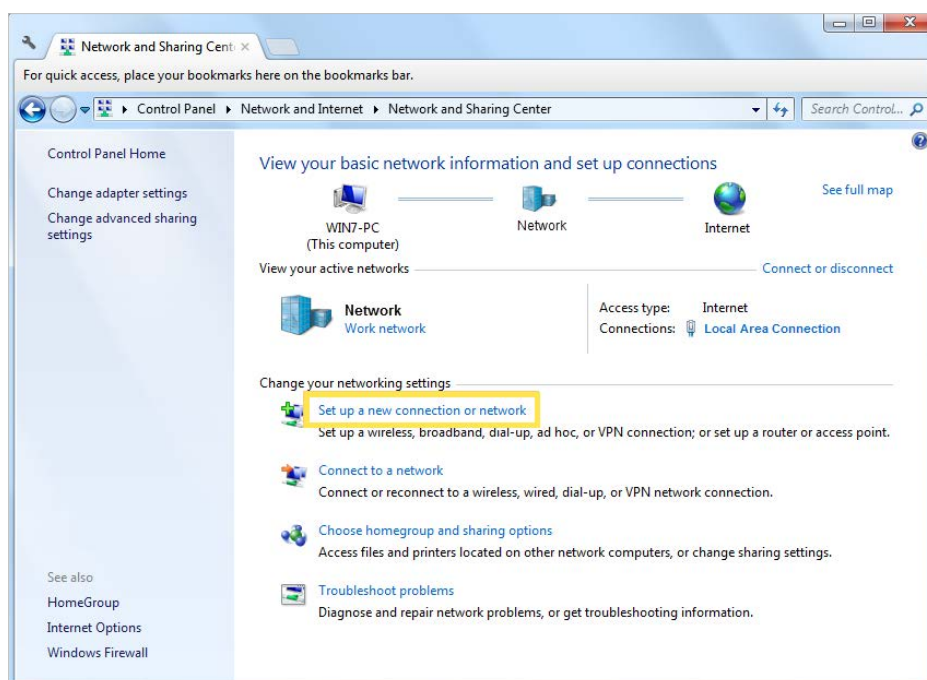 Network and Sharing Cent
For quick access, place your bookmarks here on the bookmarks bar.
Control Panel Network and Internet Network and Sharing Center
Search Control...
Control Panel Home
Change adapter settings
Change advanced sharing
settings
View your basic network information and set up connections
See full map
WIN7-PC
(This computer)
Network
Internet
View your active networks
Connect or disconnect
Network
Work network
Access type: Internet
Connections: Local Area Connection
Change your networking settings
Set up a new connection or network
Set up a wireless, broadband, dial-up, ad hoc, or VPN connection; or set up a router or access point.
Connect to a network
Connect or reconnect to a wireless, wired, dial-up, or VPN network connection.
Choose homegroup and sharing options
Access files and printers located on other network computers, or change sharing settings.
Troubleshoot problems
Diagnose and repair network problems, or get troubleshooting information.
See also
HomeGroup
Internet Options
Windows Firewall